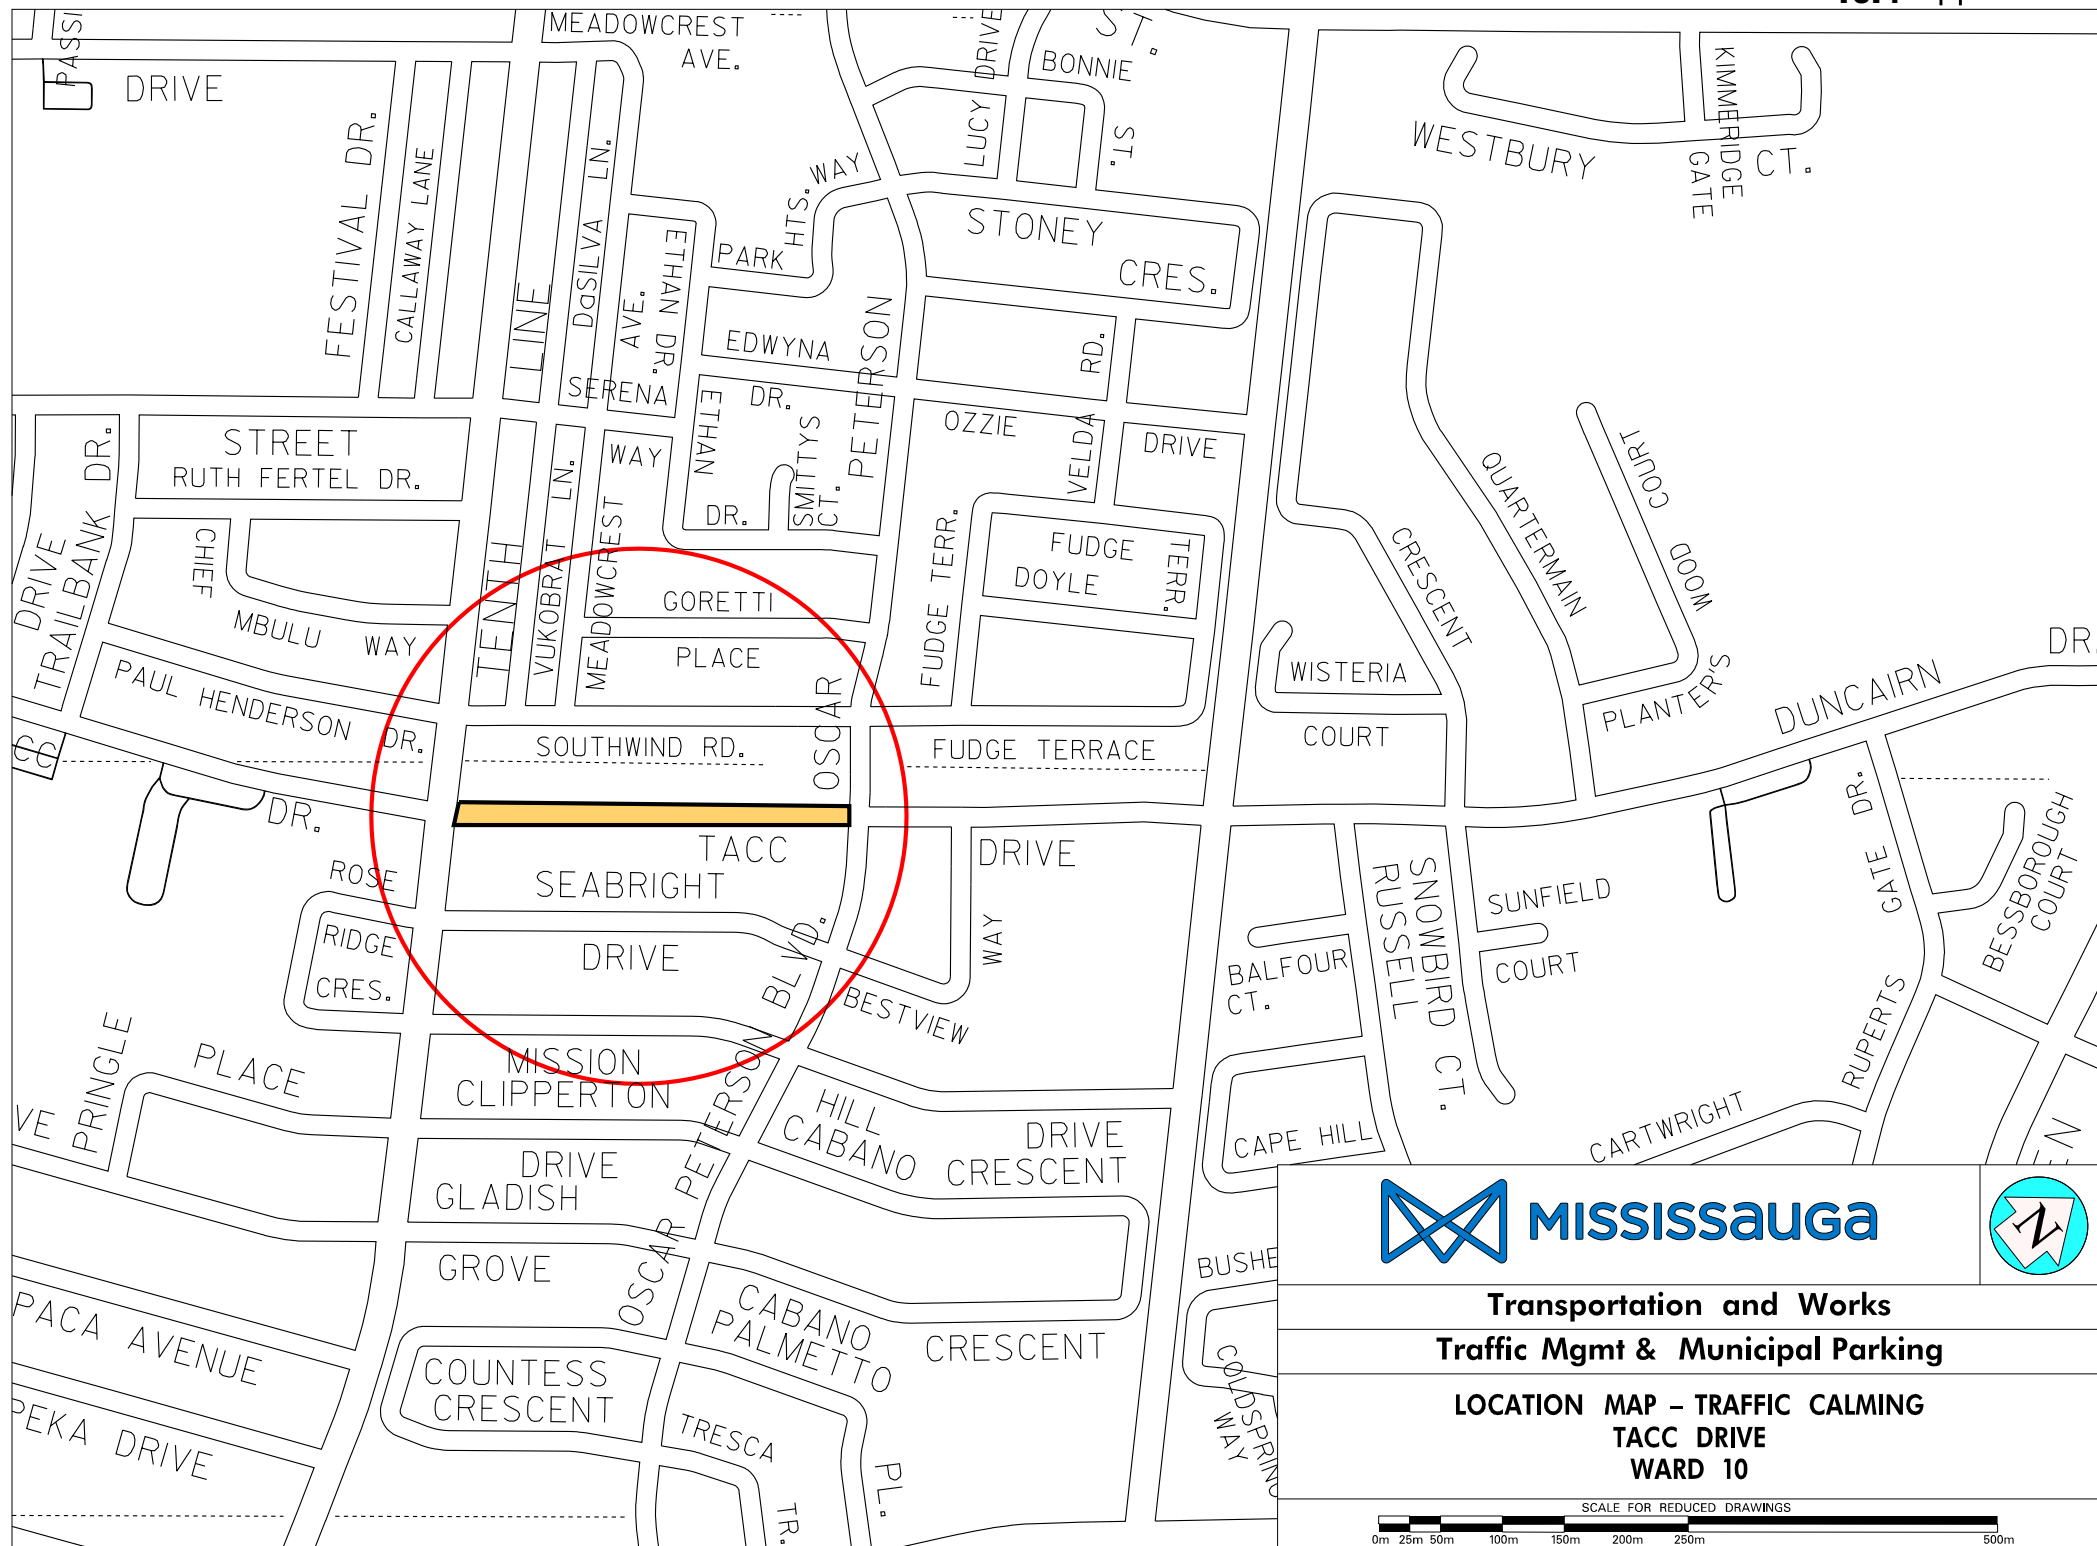 MEADOWCREST
AVE.
DRIVE
ST.
BONNIE
LUCY
ST.
DRIVE
FESTIVAL DR.
CALLAWAY LANE
LINE
DaSILVA LN.
AVE.
ETHAN DR.
PARK
HTS.
WAY
STONEY
CRES.
WESTBURY
CT.
KIMMERIDGE
GATE
EDWYNA
DR.
SERENA
WAY
ETHAN
DR.
SMITTYS
CT.
PETERSON
OZZIE
DRIVE
RD.
VELDA
STREET
RUTH FERTEL DR.
DRIVE
TRAILBANK DR.
CHIEF
MBULU WAY
TENTH
VUKOBRAT LN.
MEADOWCREST
GORETTI
PLACE
OSCAR
FUDGE TERR.
FUDGE
TERR.
DOYLE
QUARTERMAIN
CRESCENT
COURT
WOOD
PLANTER'S
WISTERIA
COURT
DUNCAIRN
DR.
PAUL HENDERSON DR.
CC
DR.
SOUTHWIND RD.
FUDGE TERRACE
TACC
DRIVE
SEABRIGHT
DRIVE
ROSE
RIDGE
CRES.
BLVD.
BESTVIEW
WAY
BALFOUR
CT.
RUSSELL
SNOWBIRD CT.
SUNFIELD
COURT
GATE DR.
RUPERTS
BESSBOROUGH
COURT
MISSION
CLIPPERTON
DRIVE
GLADISH
GROVE
PRINGLE
PLACE
VE
OSCAR PETERSON
HILL
CABANO
DRIVE
CRESCENT
CAPE HILL
CARTWRIGHT
EN
PACA AVENUE
PEKA DRIVE
COUNTESS
CRESCENT
CABANO
PALMETTO
CRESCENT
PL.
TRESCA
TR.
BUSHE
COLDSPRING
WAY
MISSISSauGa
N
Transportation and Works
Traffic Mgmt & Municipal Parking
LOCATION MAP – TRAFFIC CALMING
TACC DRIVE
WARD 10
SCALE FOR REDUCED DRAWINGS
0m 25m 50m 100m 150m 200m 250m 500m